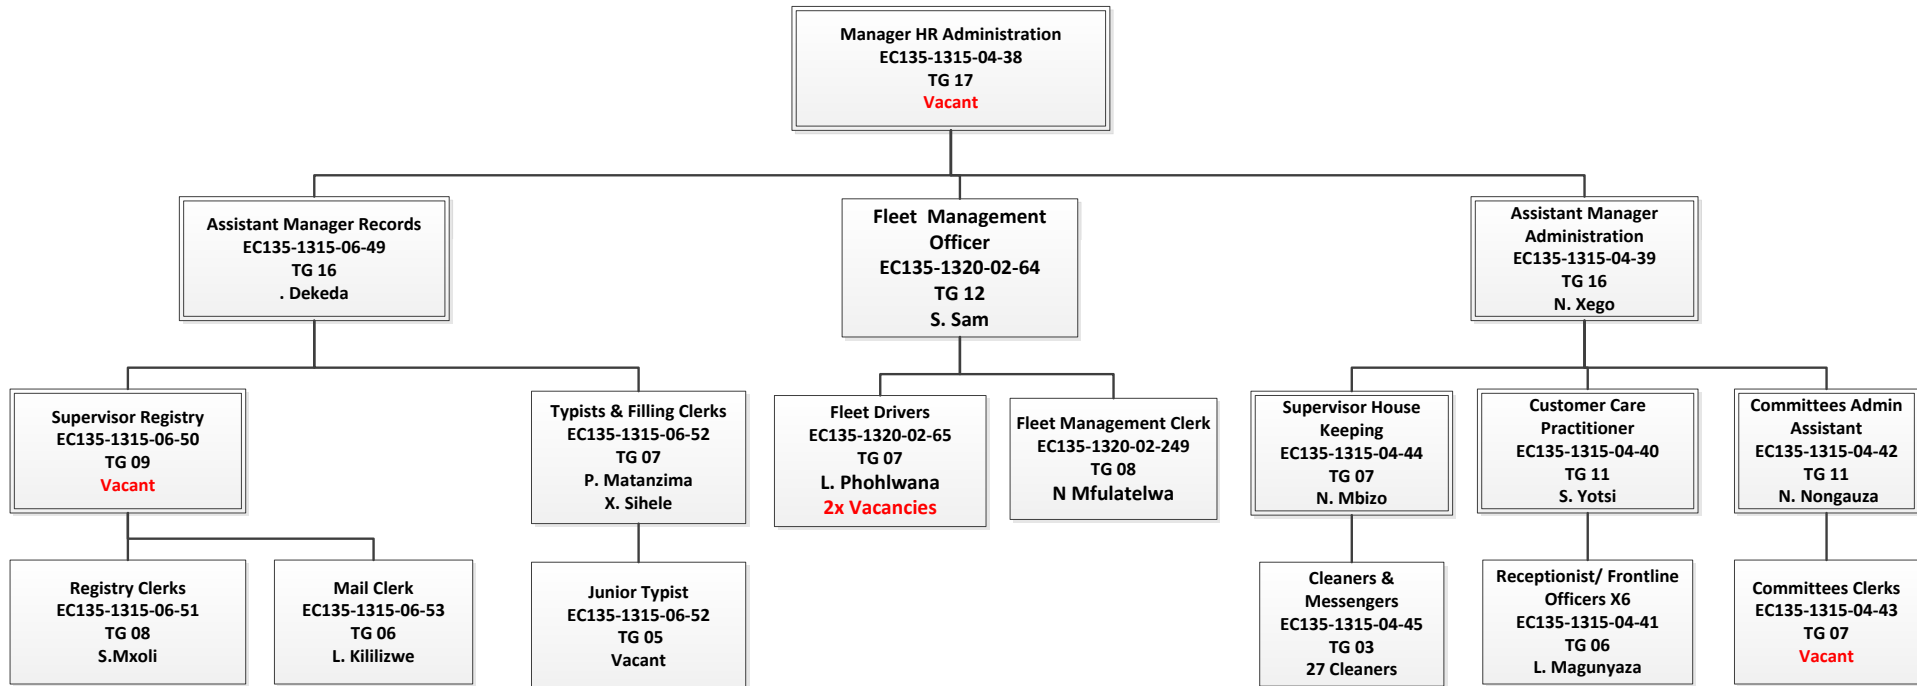 Manager HR Administration
EC135-1315-04-38
TG 17
Vacant
Assistant Manager Records
EC135-1315-06-49
TG 16
. Dekeda
Fleet Management
Officer
EC135-1320-02-64
TG 12
S. Sam
Assistant Manager
Administration
EC135-1315-04-39
TG 16
N. Xego
Supervisor Registry
EC135-1315-06-50
TG 09
Vacant
Typists & Filling Clerks
EC135-1315-06-52
TG 07
P. Matanzima
X. Sihele
Fleet Drivers
EC135-1320-02-65
TG 07
L. Phohlwana
2x Vacancies
Fleet Management Clerk
EC135-1320-02-249
TG 08
N Mfulatelwa
Supervisor House
Keeping
EC135-1315-04-44
TG 07
N. Mbizo
Customer Care
Practitioner
EC135-1315-04-40
TG 11
S. Yotsi
Committees Admin
Assistant
EC135-1315-04-42
TG 11
N. Nongauza
Registry Clerks
EC135-1315-06-51
TG 08
S.Mxoli
Mail Clerk
EC135-1315-06-53
TG 06
L. Kililizwe
Junior Typist
EC135-1315-06-52
TG 05
Vacant
Cleaners &
Messengers
EC135-1315-04-45
TG 03
27 Cleaners
Receptionist/ Frontline
Officers X6
EC135-1315-04-41
TG 06
L. Magunyaza
Committees Clerks
EC135-1315-04-43
TG 07
Vacant